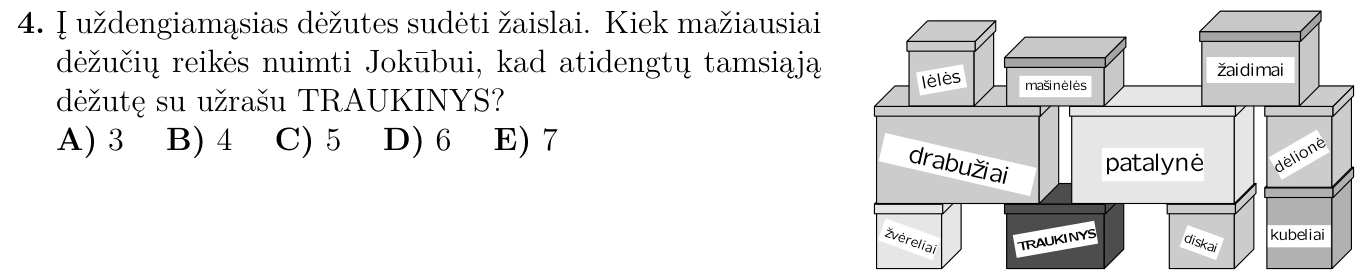 4. Į uždengiamąsias dėžutes sudėti žaislai. Kiek mažiausiai
dėžučių reikės nuimti Jokūbui, kad atidengtų tamsiąją
dėžutę su užrašu TRAUKINYS?
A) 3 B) 4 C) 5 D) 6 E) 7
lėlės
mašinėlės
žaidimai
drabužiai
patalynė
dėlionė
žvėreliai
TRAUKINYS
diskai
kubeliai